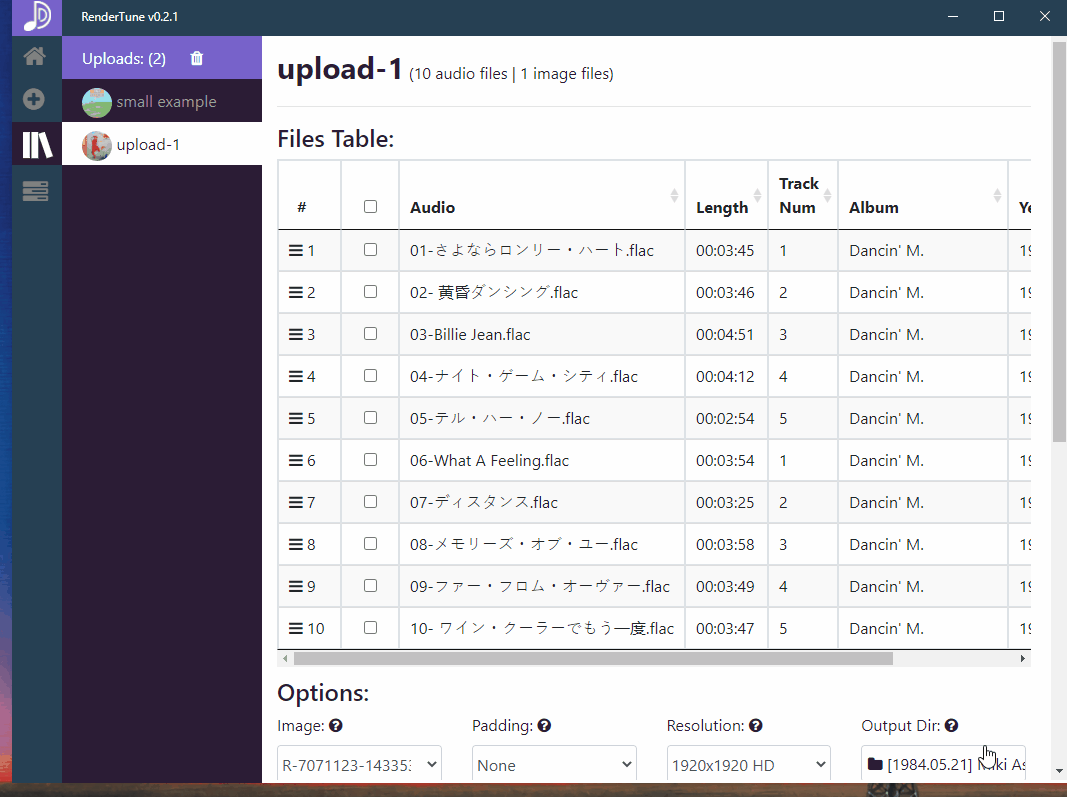 RenderTune v0.2.1
Uploads: (2)
small example
upload-1
upload-1 (10 audio files | 1 image files)
Files Table:
# Audio Length Track Num Album Ye
1 01-さよならロンリー・ハート.flac 00:03:45 1 Dancin' M. 19
2 02- 黄昏ダンシング.flac 00:03:46 2 Dancin' M. 19
3 03-Billie Jean.flac 00:04:51 3 Dancin' M. 19
4 04-ナイト・ゲーム・シティ.flac 00:04:12 4 Dancin' M. 19
5 05-テル・ハー・ノー.flac 00:02:54 5 Dancin' M. 19
6 06-What A Feeling.flac 00:03:54 1 Dancin' M. 19
7 07-ディスタンス.flac 00:03:25 2 Dancin' M. 19
8 08-メモリーズ・オブ・ユー.flac 00:03:58 3 Dancin' M. 19
9 09-ファー・フロム・オーヴァー.flac 00:03:49 4 Dancin' M. 19
10 10- ワイン・クーラーでもう一度.flac 00:03:47 5 Dancin' M. 19
Options:
Image: Padding: Resolution: Output Dir:
R-7071123-14335 None 1920x1920 HD [1984.05.21] Miki As